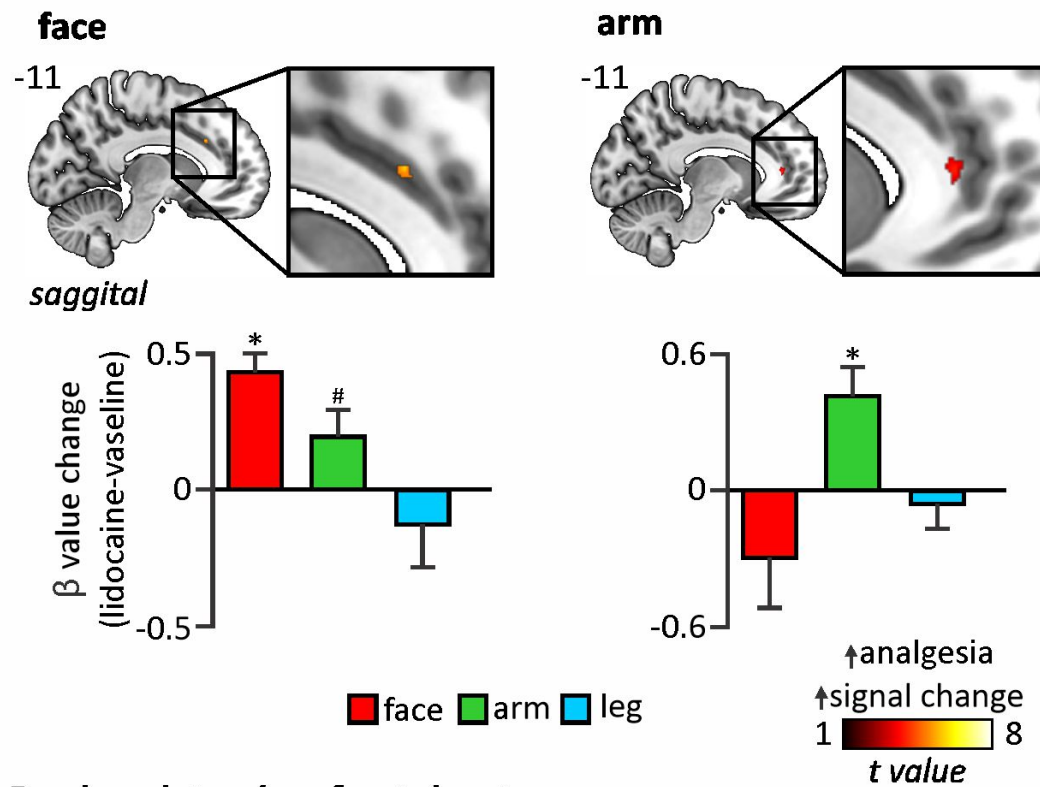 face
arm
-11
-11
saggital
β value change
(lidocaine-vaseline)
0.5
0
-0.5
*
#
0.6
0
-0.6
*
face arm leg
↑analgesia
↑signal change
1 8
t value